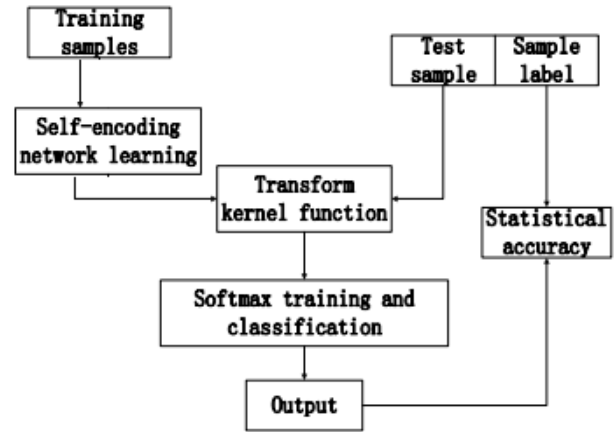 Training
samples
Test
sample
Sample
label
Self-encoding
network learning
Transform
kernel function
Statistical
accuracy
Softmax training and
classification
Output